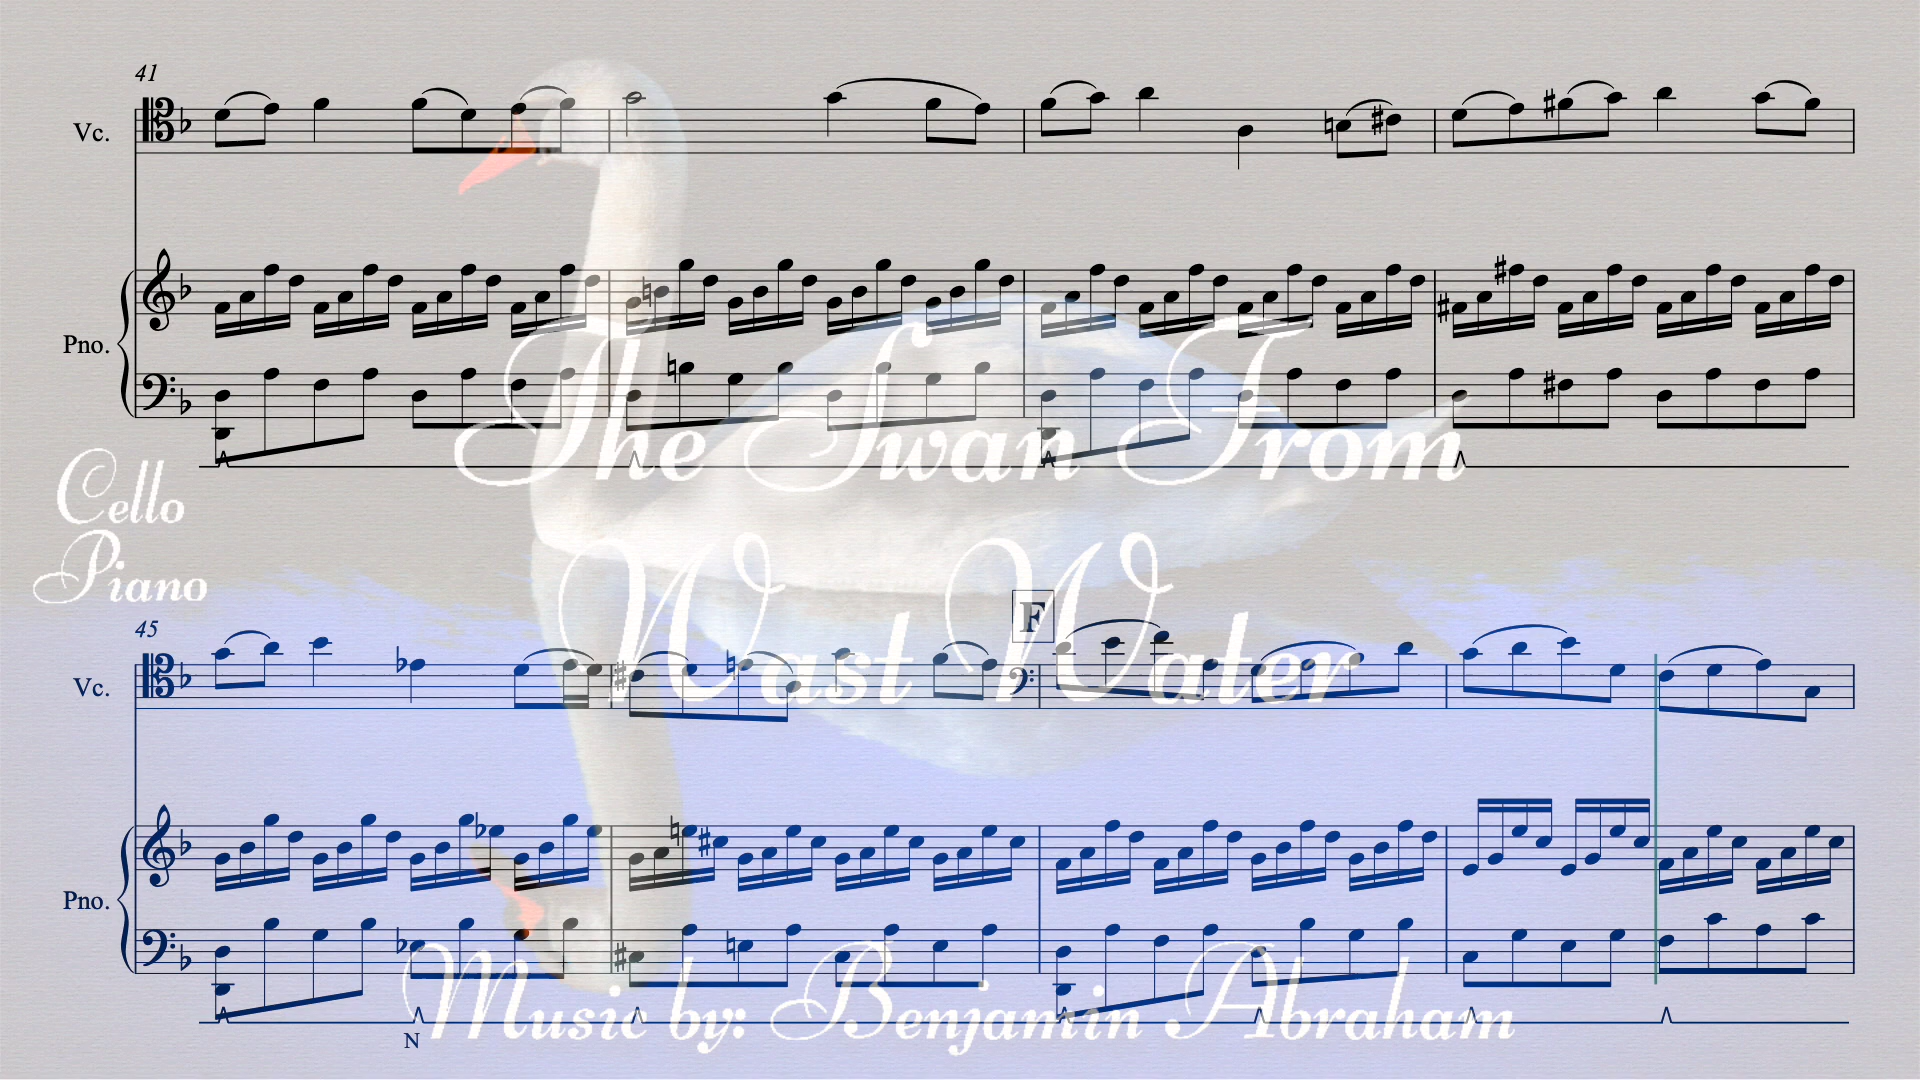 41
Vc.
Pno.
The Swan From
Cello
Piano
Wast Water
F
45
Vc.
Pno.
Music by: Benjamin Abraham
N